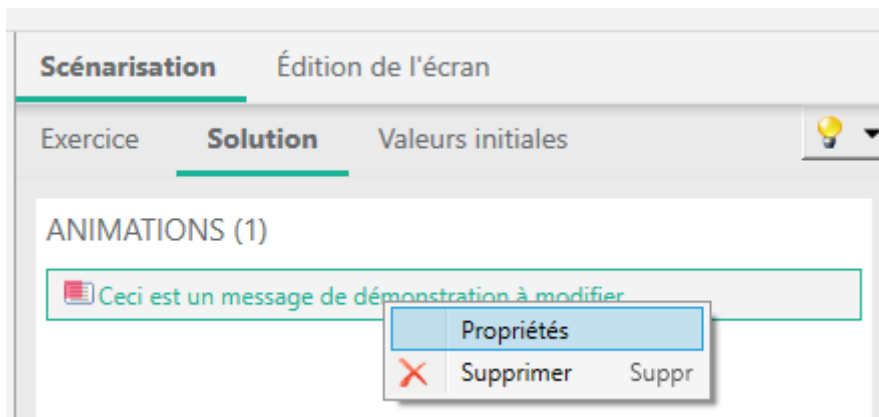 Scénarisation Édition de l'écran
Exercice Solution Valeurs initiales
ANIMATIONS (1)
Ceci est un message de démonstration à modifier
Propriétés
Supprimer Suppr